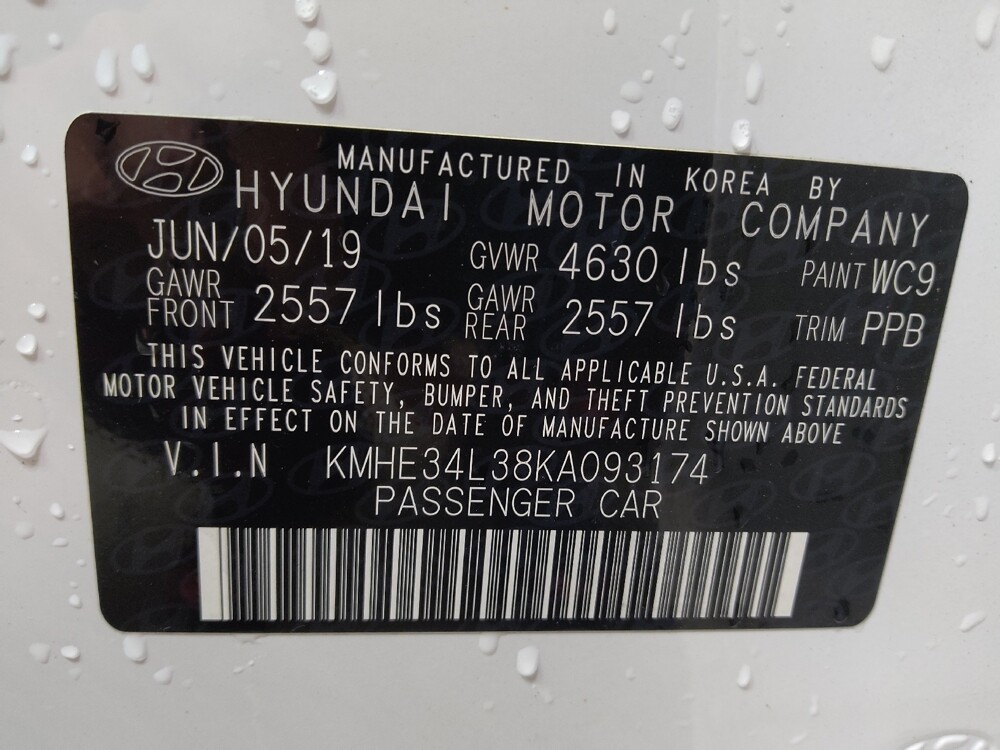 MANUFACTURED IN KOREA BY
HYUNDAI MOTOR COMPANY
JUN/05/19 GVWR 4630 lbs PAINT WC9
GAWR FRONT 2557 lbs GAWR REAR 2557 lbs TRIM PPB
THIS VEHICLE CONFORMS TO ALL APPLICABLE U.S.A. FEDERAL
MOTOR VEHICLE SAFETY, BUMPER, AND THEFT PREVENTION STANDARDS
IN EFFECT ON THE DATE OF MANUFACTURE SHOWN ABOVE
V.I.N KMHE34L38KA093174
PASSENGER CAR